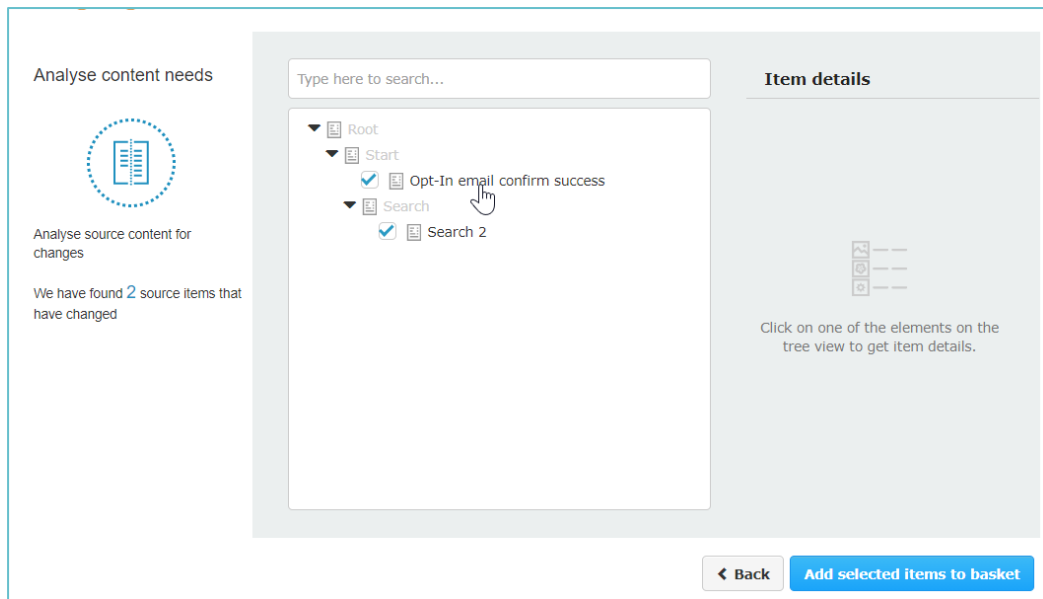 Analyse content needs
Analyse source content for
changes
We have found 2 source items that
have changed
Type here to search...
Root
Start
Opt-In email confirm success
Search
Search 2
Item details
Click on one of the elements on the
tree view to get item details.
Back
Add selected items to basket